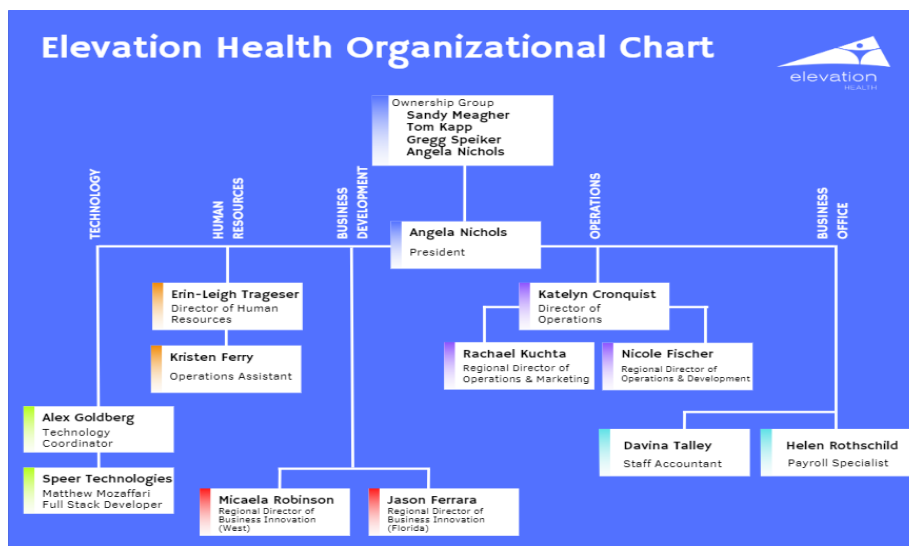 Elevation Health Organizational Chart
elevation
HEALTH
Ownership Group
Sandy Meagher
Tom Kapp
Gregg Speiker
Angela Nichols
TECHNOLOGY
HUMAN
RESOURCES
BUSINESS
DEVELOPMENT
OPERATIONS
BUSINESS
OFFICE
Angela Nichols
President
Erin-Leigh Trageser
Director of Human
Resources
Kristen Ferry
Operations Assistant
Katelyn Cronquist
Director of
Operations
Rachael Kuchta
Regional Director of
Operations & Marketing
Nicole Fischer
Regional Director of
Operations & Development
Alex Goldberg
Technology
Coordinator
Speer Technologies
Matthew Mozaffari
Full Stack Developer
Micaela Robinson
Regional Director of
Business Innovation
(West)
Jason Ferrara
Regional Director of
Business Innovation
(Florida)
Davina Talley
Staff Accountant
Helen Rothschild
Payroll Specialist